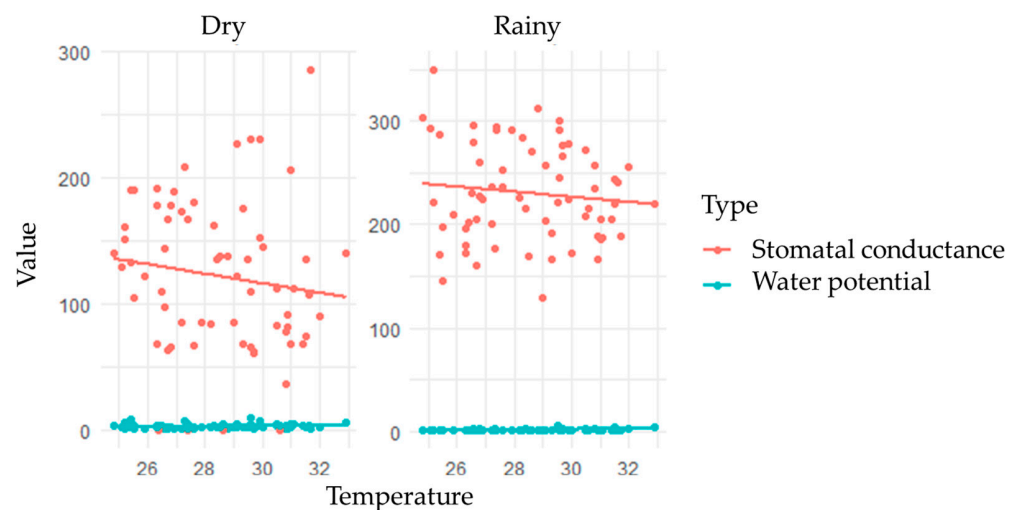 Dry
Rainy
300
200
100
0
300
200
100
0
Value
26 28 30 32
26 28 30 32
Temperature
Type
Stomatal conductance
Water potential